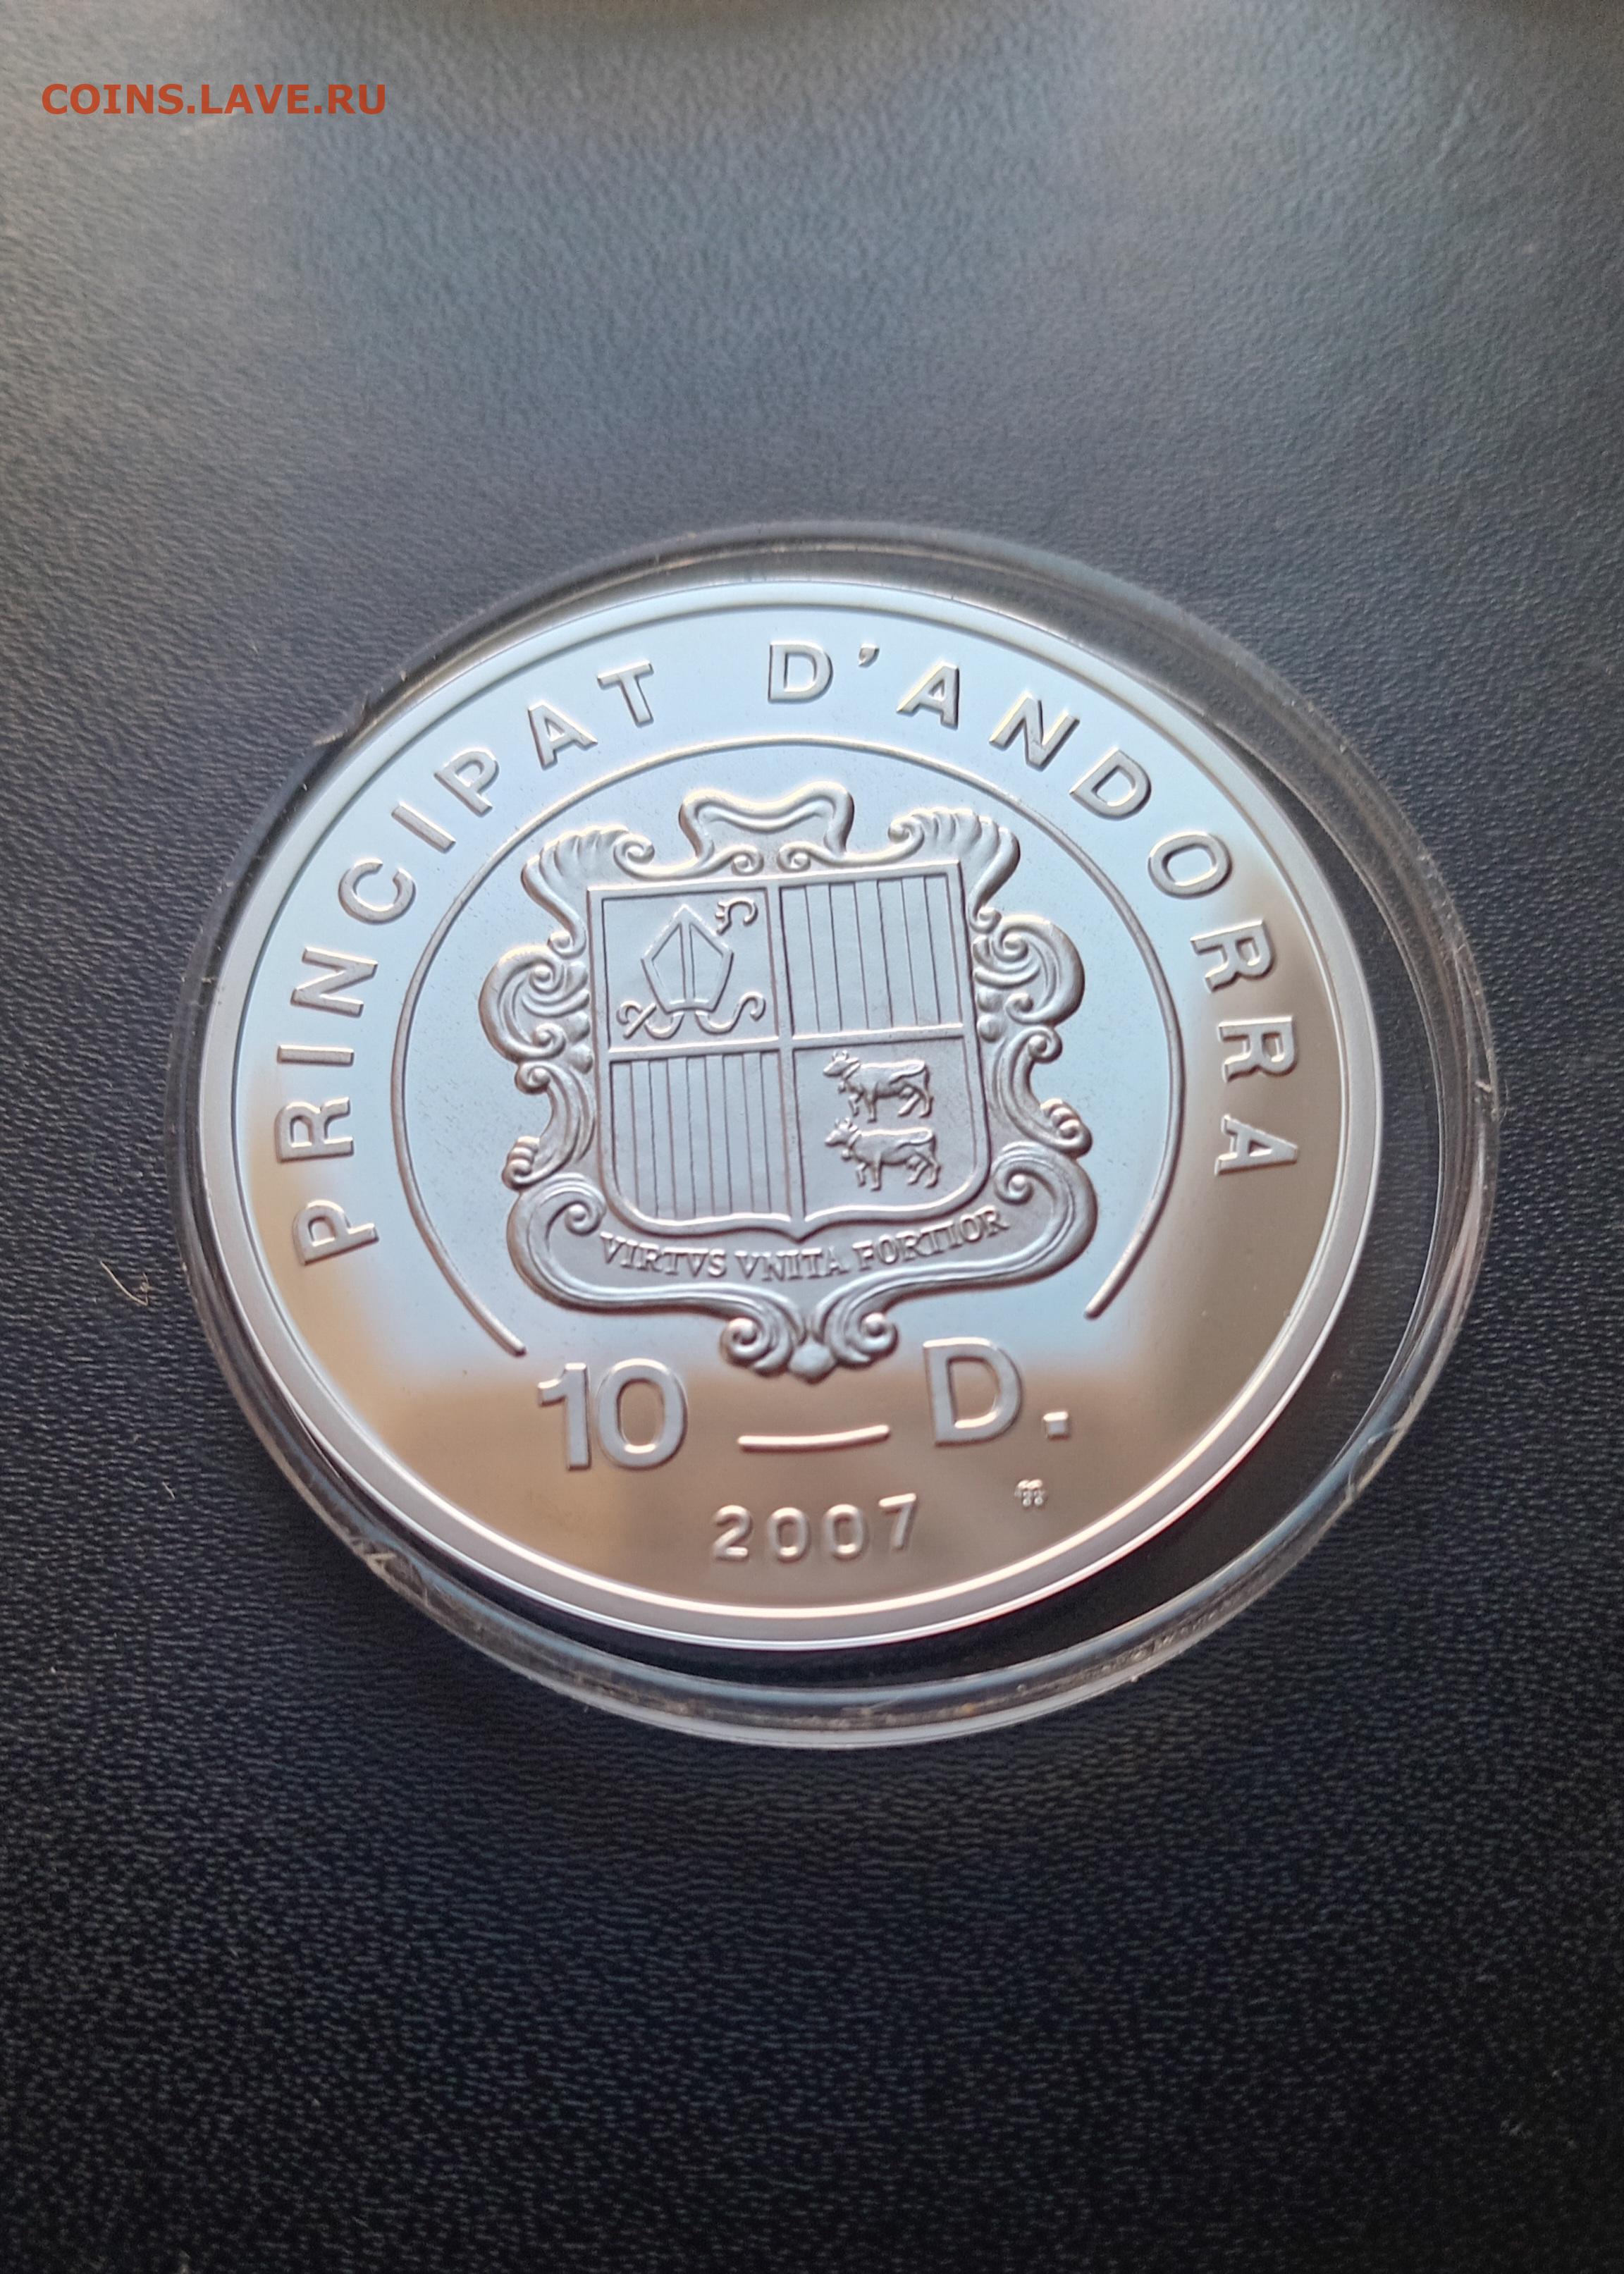 COINS.LAVE.RU
PRINCIPAT D'ANDORRA
VIRTVS VNITA FORTIOR
10 — D.
2007